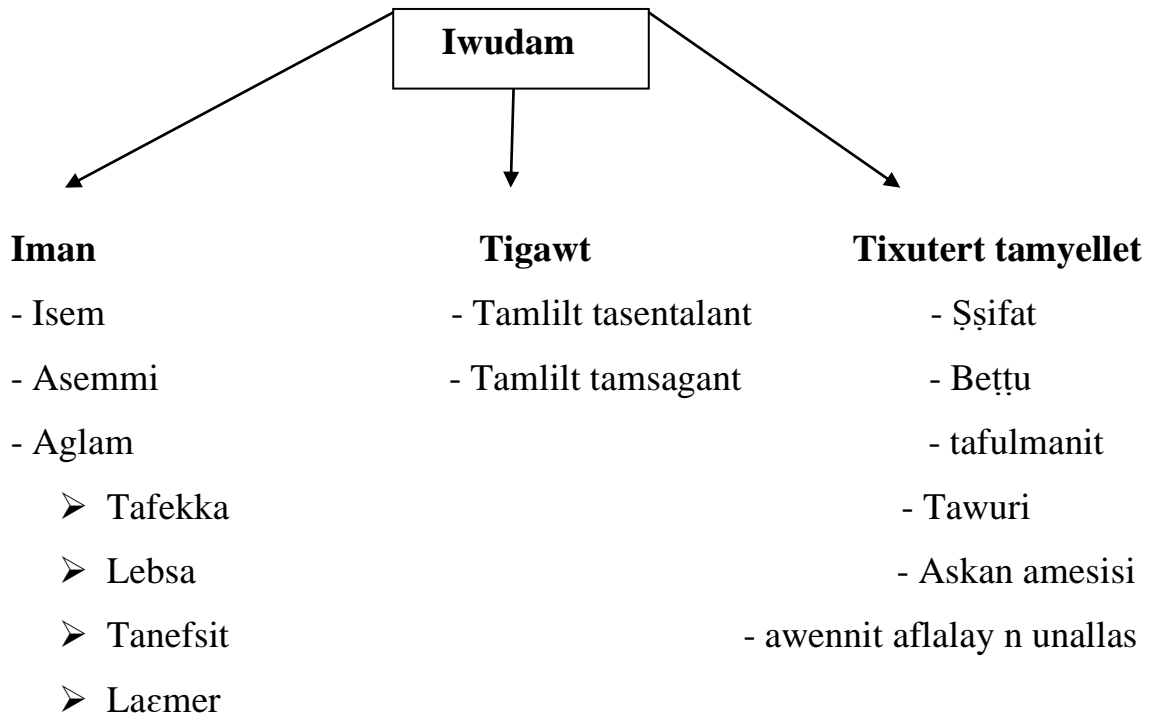 Iwudam
Iman Tigawt Tixutert tamyellet
- Isem - Tamlilt tasentalant - Ṣṣifat
- Asemmi - Tamlilt tamsagant - Beṭṭu
- Aglam - tafulmanit
➢ Tafekka - Tawuri
➢ Lebsa - Askan amesisi
➢ Tanefsit - awennit aflalay n unallas
➢ Laɛmer